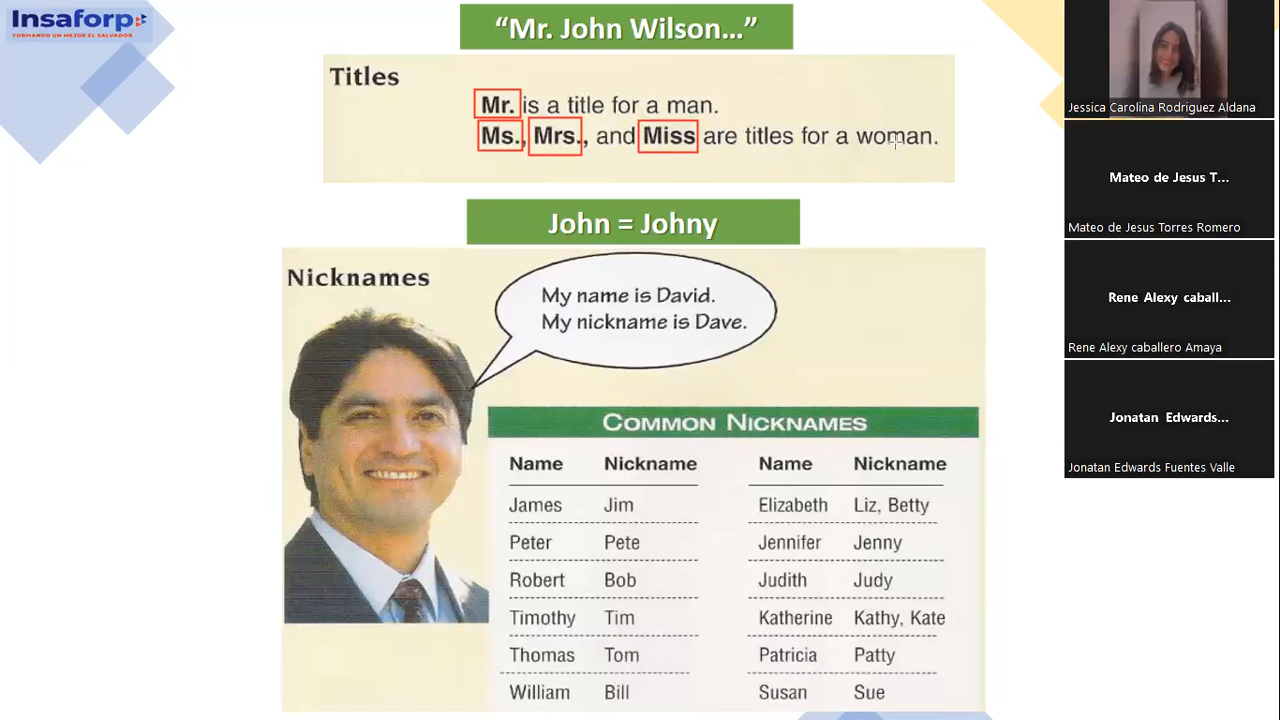 Insaforp
FORMANDO UN MEJOR EL SALVADOR
“Mr. John Wilson…”
Titles
Mr. is a title for a man.
Ms., Mrs., and Miss are titles for a woman.
John = Johny
Nicknames
My name is David.
My nickname is Dave.
COMMON NICKNAMES
Name Nickname Name Nickname
James Jim Elizabeth Liz, Betty
Peter Pete Jennifer Jenny
Robert Bob Judith Judy
Timothy Tim Katherine Kathy, Kate
Thomas Tom Patricia Patty
William Bill Susan Sue
Jessica Carolina Rodriguez Aldana
Mateo de Jesus T...
Mateo de Jesus Torres Romero
Rene Alexy caball...
Rene Alexy caballero Amaya
Jonatan Edwards...
Jonatan Edwards Fuentes Valle